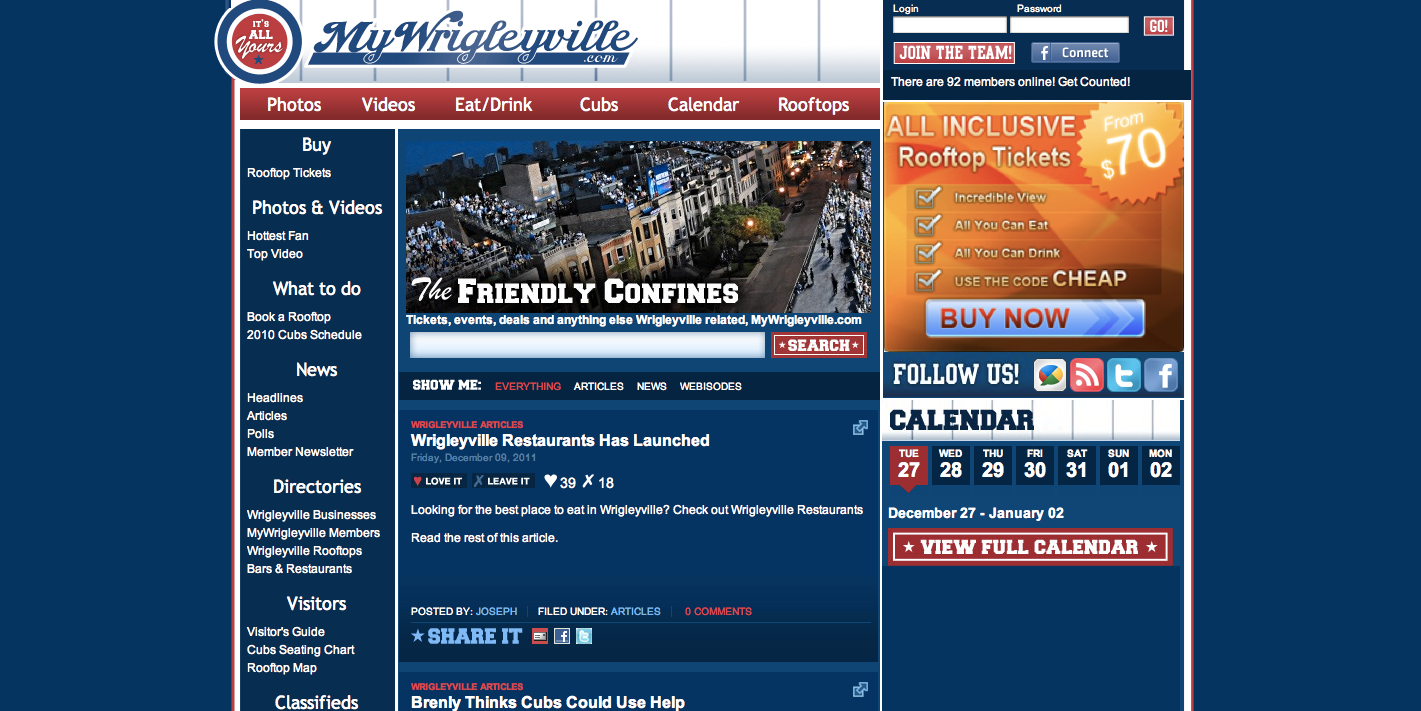 IT'S
ALL
Yours
MyWrigleyville
.com
Login
Password
GO!
JOIN THE TEAM!
f Connect
There are 92 members online! Get Counted!
Photos Videos Eat/Drink Cubs Calendar Rooftops
Buy
Rooftop Tickets
Photos & Videos
Hottest Fan
Top Video
What to do
Book a Rooftop
2010 Cubs Schedule
News
Headlines
Articles
Polls
Member Newsletter
Directories
Wrigleyville Businesses
MyWrigleyville Members
Wrigleyville Rooftops
Bars & Restaurants
Visitors
Visitor's Guide
Cubs Seating Chart
Rooftop Map
Classifieds
The FRIENDLY CONFINES
Tickets, events, deals and anything else Wrigleyville related, MyWrigleyville.com
SEARCH
SHOW ME: EVERYTHING ARTICLES NEWS WEBISODES
WRIGLEYVILLE ARTICLES
Wrigleyville Restaurants Has Launched
Friday, December 09, 2011
LOVE IT ✗ LEAVE IT 39 ✗ 18
Looking for the best place to eat in Wrigleyville? Check out Wrigleyville Restaurants
Read the rest of this article.
POSTED BY: JOSEPH FILED UNDER: ARTICLES 0 COMMENTS
SHARE IT f t
WRIGLEYVILLE ARTICLES
Brenly Thinks Cubs Could Use Help
ALL INCLUSIVE
Rooftop Tickets
From
$70
Incredible View
All You Can Eat
All You Can Drink
USE THE CODE CHEAP
BUY NOW
FOLLOW US! t f
CALENDAR
TUE WED THU FRI SAT SUN MON
27 28 29 30 31 01 02
December 27 - January 02
VIEW FULL CALENDAR